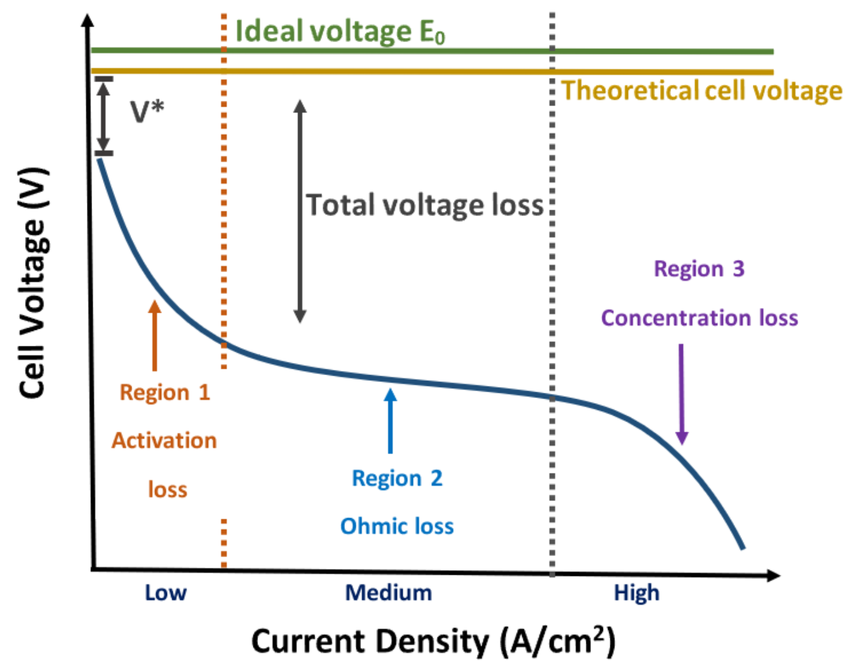 Ideal voltage E₀
Theoretical cell voltage
V*
Total voltage loss
Cell Voltage (V)
Region 3
Concentration loss
Region 1
Activation
loss
Region 2
Ohmic loss
Low
Medium
High
Current Density (A/cm²)